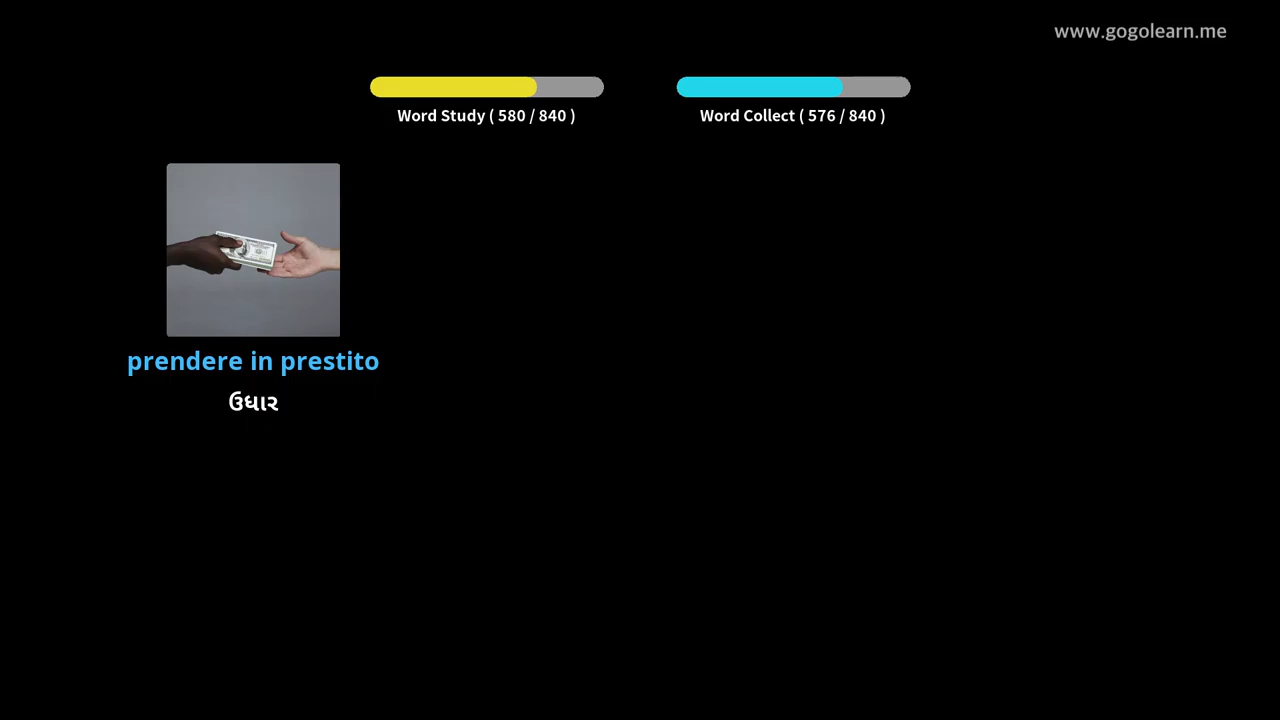 www.gogolearn.me
Word Study ( 580 / 840 )
Word Collect ( 576 / 840 )
prendere in prestito
ઉધાર